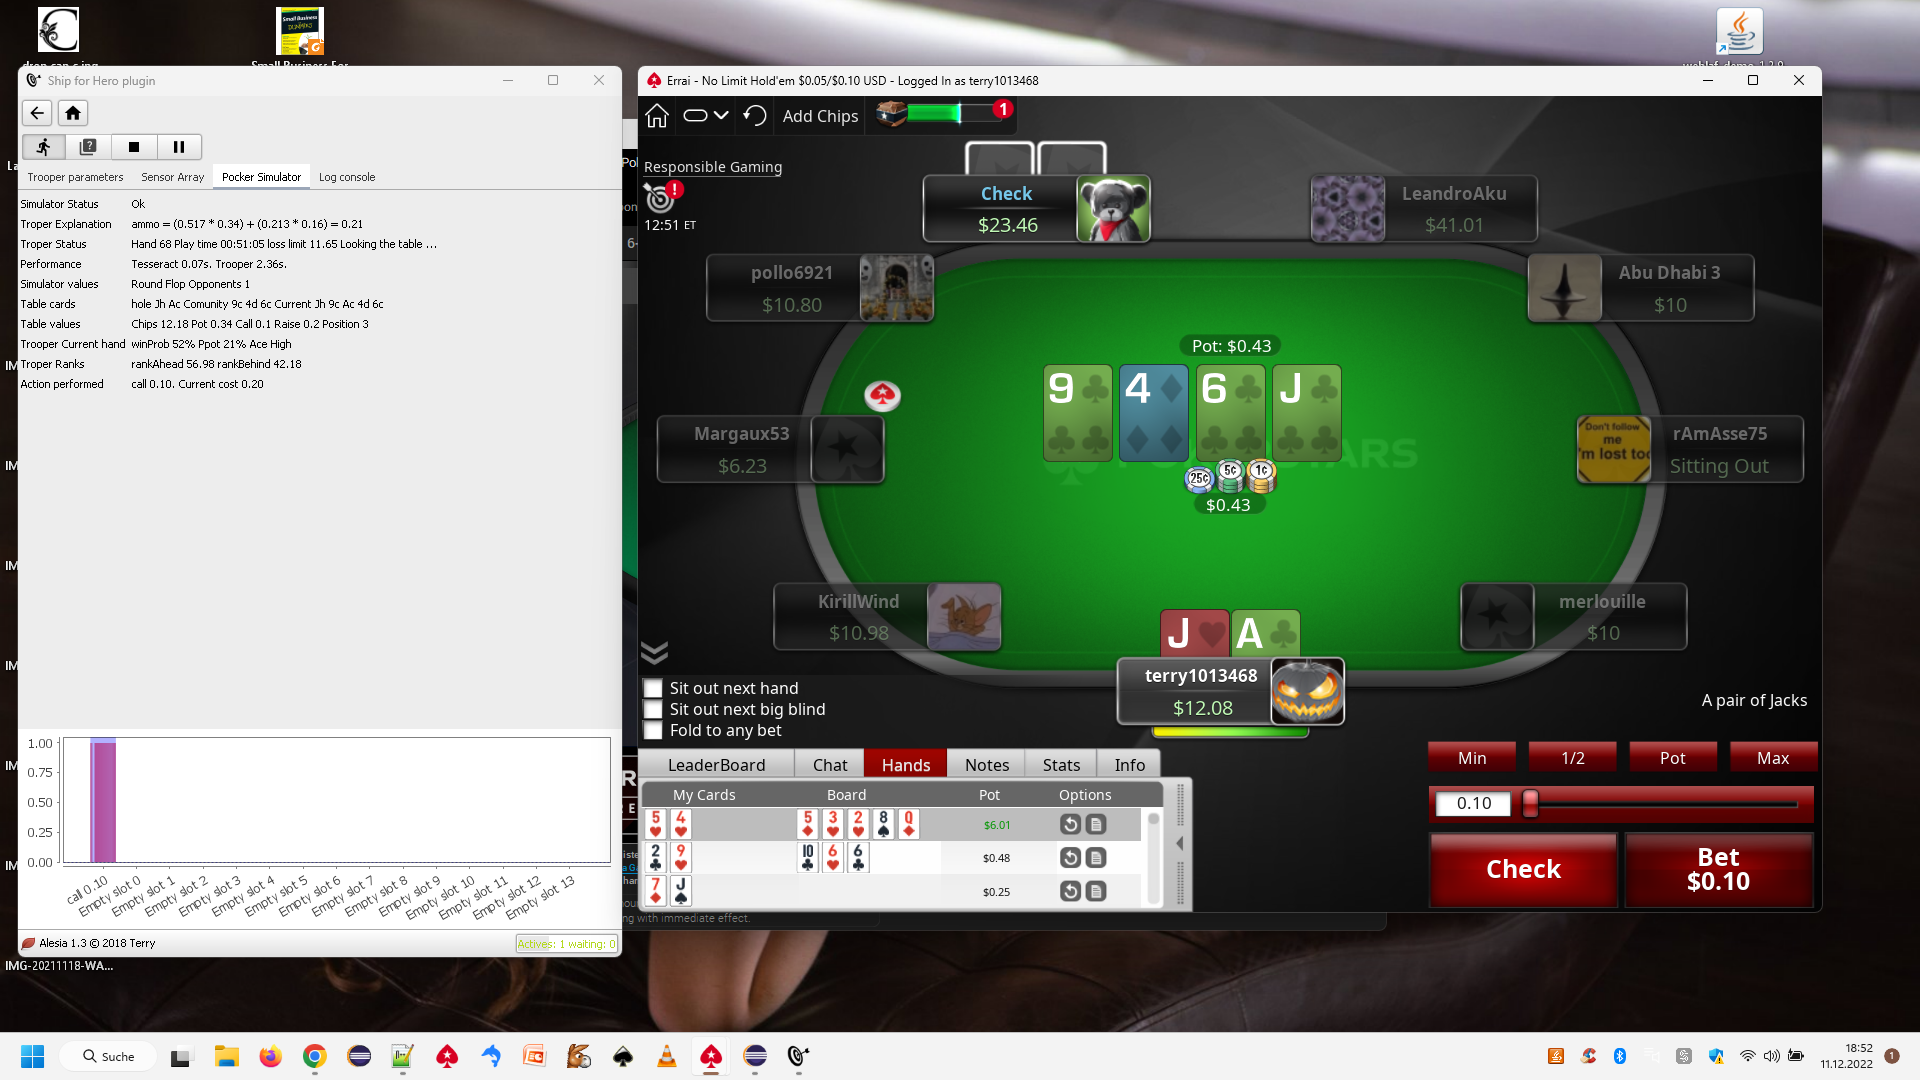 Ship for Hero plugin
Trooper parameters Sensor Array Pocker Simulator Log console
Simulator Status Ok
Troper Explanation ammo = (0.517 * 0.34) + (0.213 * 0.16) = 0.21
Troper Status Hand 68 Play time 00:51:05 loss limit 11.65 Looking the table ...
Performance Tesseract 0.07s. Trooper 2.36s.
Simulator values Round Flop Opponents 1
Table cards hole Jh Ac Comunity 9c 4d 6c Current Jh 9c Ac 4d 6c
Table values Chips 12.18 Pot 0.34 Call 0.1 Raise 0.2 Position 3
Trooper Current hand winProb 52% Ppot 21% Ace High
Troper Ranks rankAhead 56.98 rankBehind 42.18
Action performed call 0.10. Current cost 0.20
1.00
0.75
0.50
0.25
0.00
call 0.10
Empty slot 0
Empty slot 1
Empty slot 2
Empty slot 3
Empty slot 4
Empty slot 5
Empty slot 6
Empty slot 7
Empty slot 8
Empty slot 9
Empty slot 10
Empty slot 11
Empty slot 12
Empty slot 13
Alesia 1.3 © 2018 Terry
Actives: 1 waiting: 0
IMG-20211118-WA...
Errai - No Limit Hold'em $0.05/$0.10 USD - Logged In as terry1013468
Add Chips
1
Responsible Gaming
!
12:51 ET
Check
$23.46
LeandroAku
$41.01
pollo6921
$10.80
Abu Dhabi 3
$10
Pot: $0.43
9 4 6 J
Margaux53
$6.23
Don't follow
me
I'm lost too
rAmAsse75
Sitting Out
25¢ 5¢ 1¢
$0.43
KirillWind
$10.98
merlouille
$10
J A
terry1013468
$12.08
Sit out next hand
Sit out next big blind
Fold to any bet
A pair of Jacks
LeaderBoard Chat Hands Notes Stats Info
My Cards Board Pot Options
5 4 5 3 2 8 Q $6.01
2 9 10 6 6 $0.48
7 J $0.25
ng with immediate effect.
Min 1/2 Pot Max
0.10
Check
Bet
$0.10
Suche
18:52
11.12.2022
1